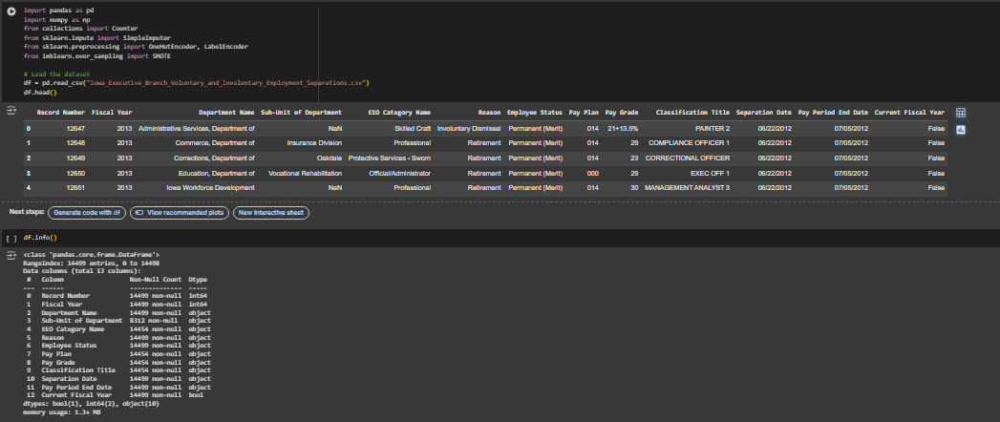 import pandas as pd
import numpy as np
from collections import Counter
from sklearn.impute import SimpleImputer
from sklearn.preprocessing import OneHotEncoder, LabelEncoder
from imblearn.over_sampling import SMOTE
# Load the dataset
df = pd.read_csv("Iowa_Executive_Branch_Voluntary_and_Involuntary_Employment_Separations.csv")
df.head()
Record Number Fiscal Year Department Name Sub-Unit of Department EEO Category Name Reason Employee Status Pay Plan Pay Grade Classification Title Separation Date Pay Period End Date Current Fiscal Year
0 12647 2013 Administrative Services, Department of NaN Skilled Craft Involuntary Dismissal Permanent (Merit) 014 21+13.5% PAINTER 2 06/22/2012 07/05/2012 False
1 12648 2013 Commerce, Department of Insurance Division Professional Retirement Permanent (Merit) 014 29 COMPLIANCE OFFICER 1 06/22/2012 07/05/2012 False
2 12649 2013 Corrections, Department of Oakdale Protective Services - Sworn Retirement Permanent (Merit) 014 23 CORRECTIONAL OFFICER 06/22/2012 07/05/2012 False
3 12650 2013 Education, Department of Vocational Rehabilitation Official/Administrator Retirement Permanent (Merit) 000 29 EXEC OFF 1 06/22/2012 07/05/2012 False
4 12651 2013 Iowa Workforce Development NaN Professional Retirement Permanent (Merit) 014 30 MANAGEMENT ANALYST 3 06/22/2012 07/05/2012 False
Next steps: Generate code with df View recommended plots New interactive sheet
[ ] df.info()
<class 'pandas.core.frame.DataFrame'>
RangeIndex: 14499 entries, 0 to 14498
Data columns (total 13 columns):
# Column Non-Null Count Dtype
--- ------ -------------- -----
0 Record Number 14499 non-null int64
1 Fiscal Year 14499 non-null int64
2 Department Name 14499 non-null object
3 Sub-Unit of Department 8312 non-null object
4 EEO Category Name 14454 non-null object
5 Reason 14499 non-null object
6 Employee Status 14499 non-null object
7 Pay Plan 14454 non-null object
8 Pay Grade 14454 non-null object
9 Classification Title 14454 non-null object
10 Separation Date 14499 non-null object
11 Pay Period End Date 14499 non-null object
12 Current Fiscal Year 14499 non-null bool
dtypes: bool(1), int64(2), object(10)
memory usage: 1.3+ MB